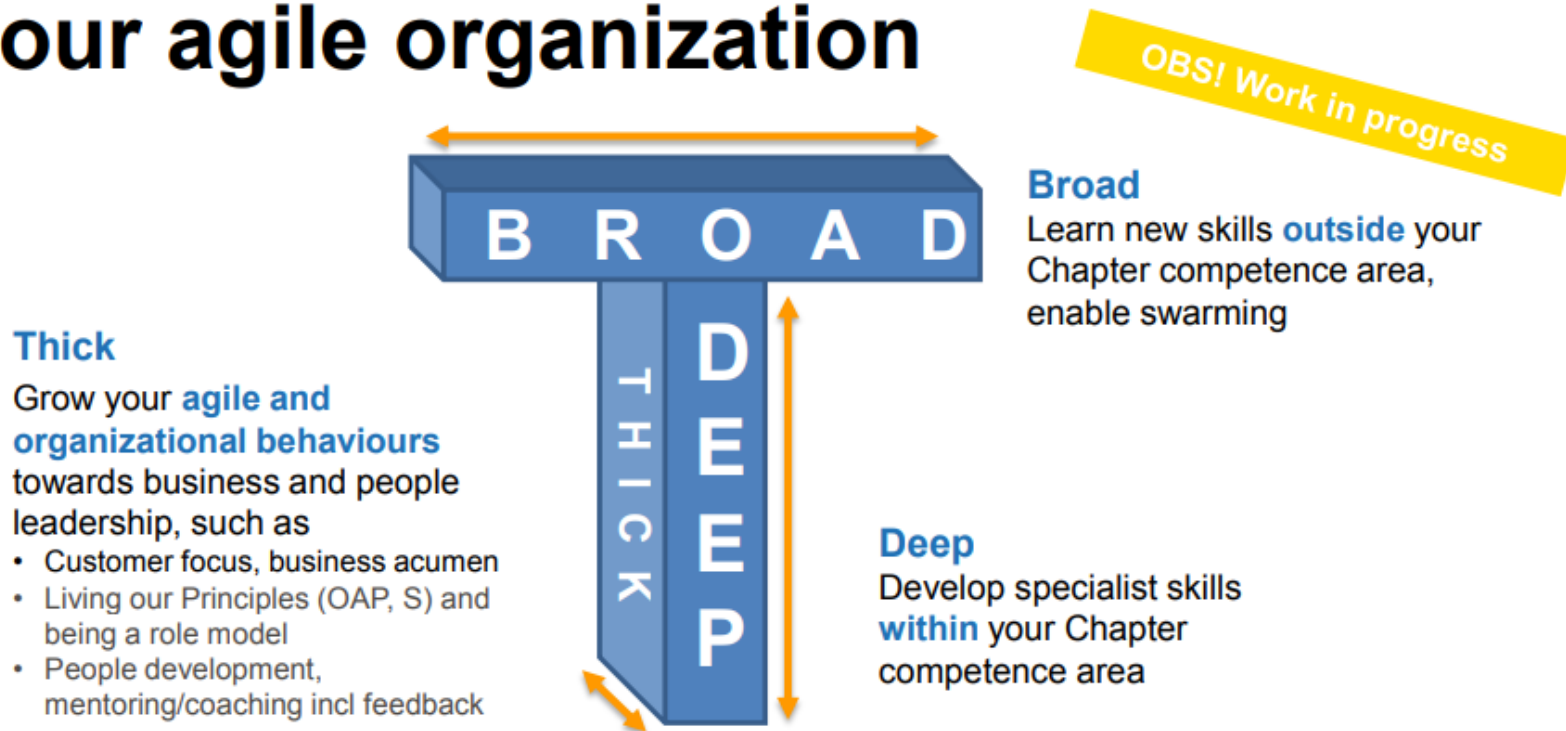 our agile organization
OBS! Work in progress
BROAD
THICK
DEEP
Broad
Learn new skills outside your
Chapter competence area,
enable swarming
Thick
Grow your agile and
organizational behaviours
towards business and people
leadership, such as
• Customer focus, business acumen
• Living our Principles (OAP, S) and
being a role model
• People development,
mentoring/coaching incl feedback
Deep
Develop specialist skills
within your Chapter
competence area